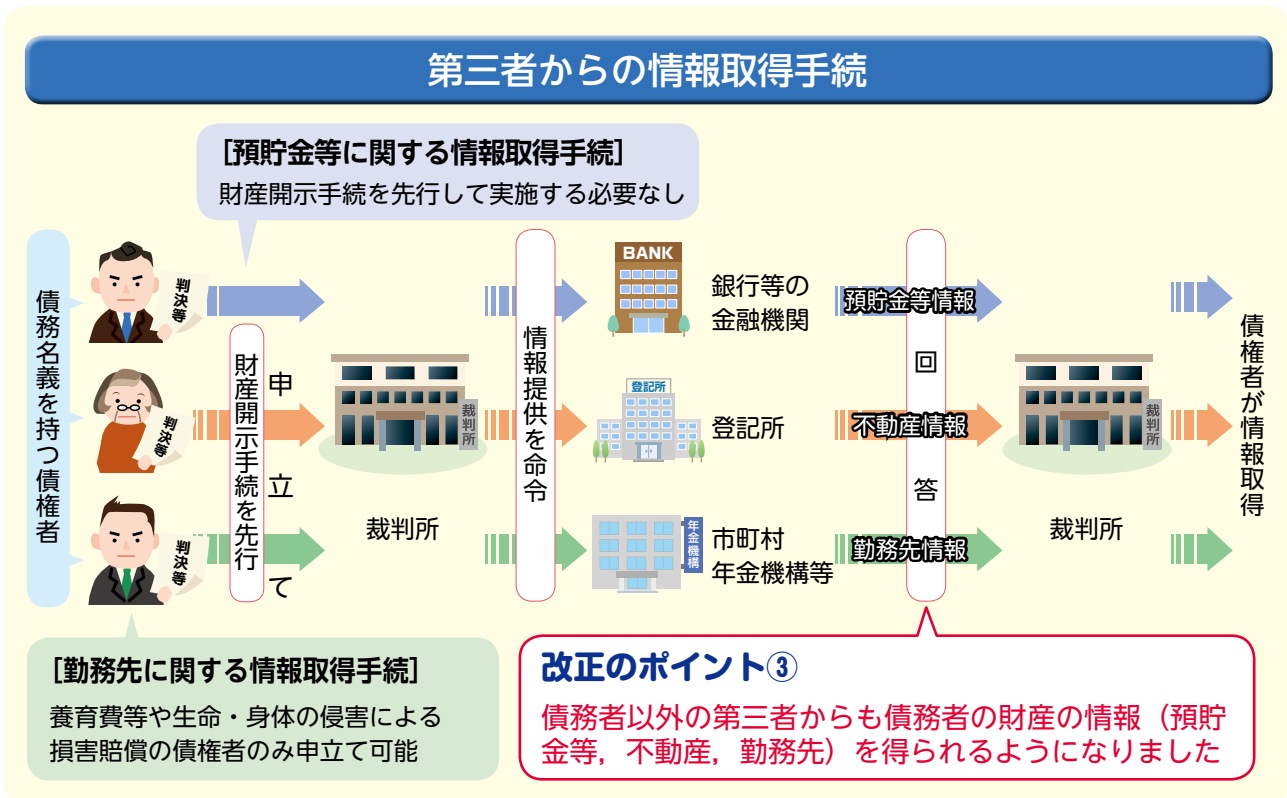 第三者からの情報取得手続
［預貯金等に関する情報取得手続］
財産開示手続を先行して実施する必要なし
債務名義を持つ債権者
判決等
判決等
判決等
財産開示手続を先行
申立て
裁判所
裁判所
情報提供を命令
BANK
銀行等の
金融機関
登記所
登記所
年金機構
市町村
年金機構等
預貯金等情報
不動産情報
勤務先情報
回答
裁判所
裁判所
債権者が情報取得
［勤務先に関する情報取得手続］
養育費等や生命・身体の侵害による
損害賠償の債権者のみ申立て可能
改正のポイント③
債務者以外の第三者からも債務者の財産の情報（預貯
金等，不動産，勤務先）を得られるようになりました